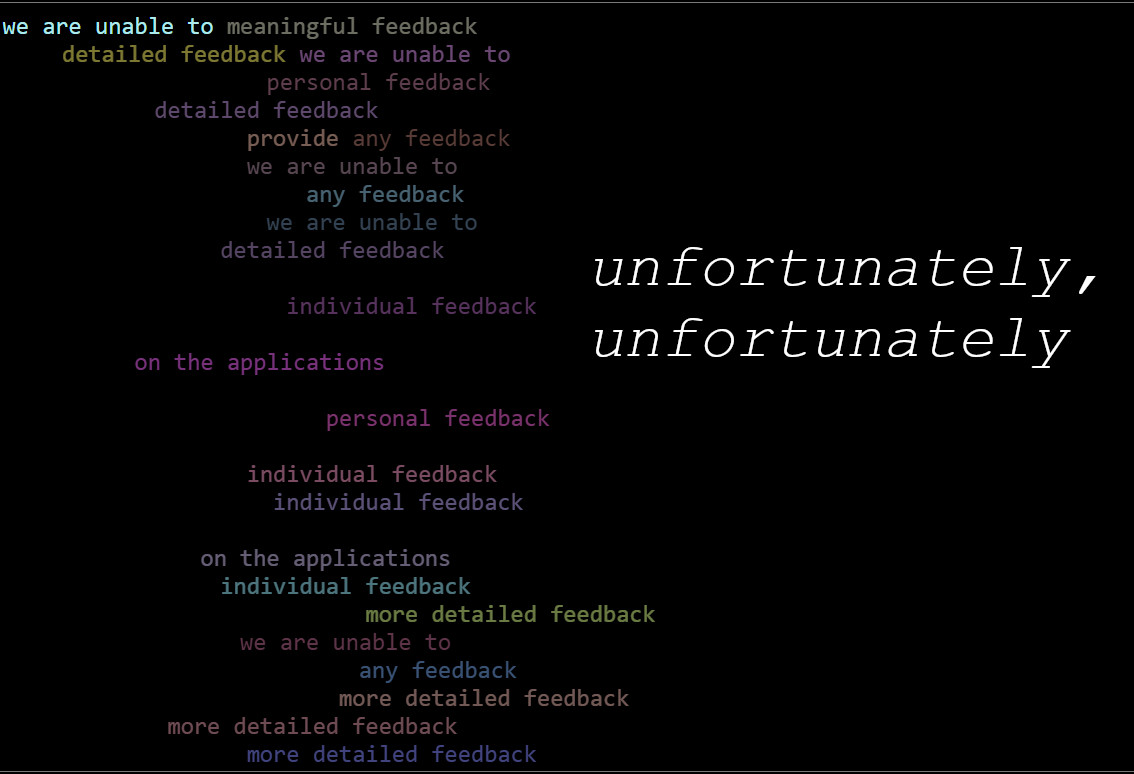 we are unable to meaningful feedback
detailed feedback we are unable to
personal feedback
detailed feedback
provide any feedback
we are unable to
any feedback
we are unable to
detailed feedback
unfortunately,
individual feedback
unfortunately
on the applications
personal feedback
individual feedback
individual feedback
on the applications
individual feedback
more detailed feedback
we are unable to
any feedback
more detailed feedback
more detailed feedback
more detailed feedback